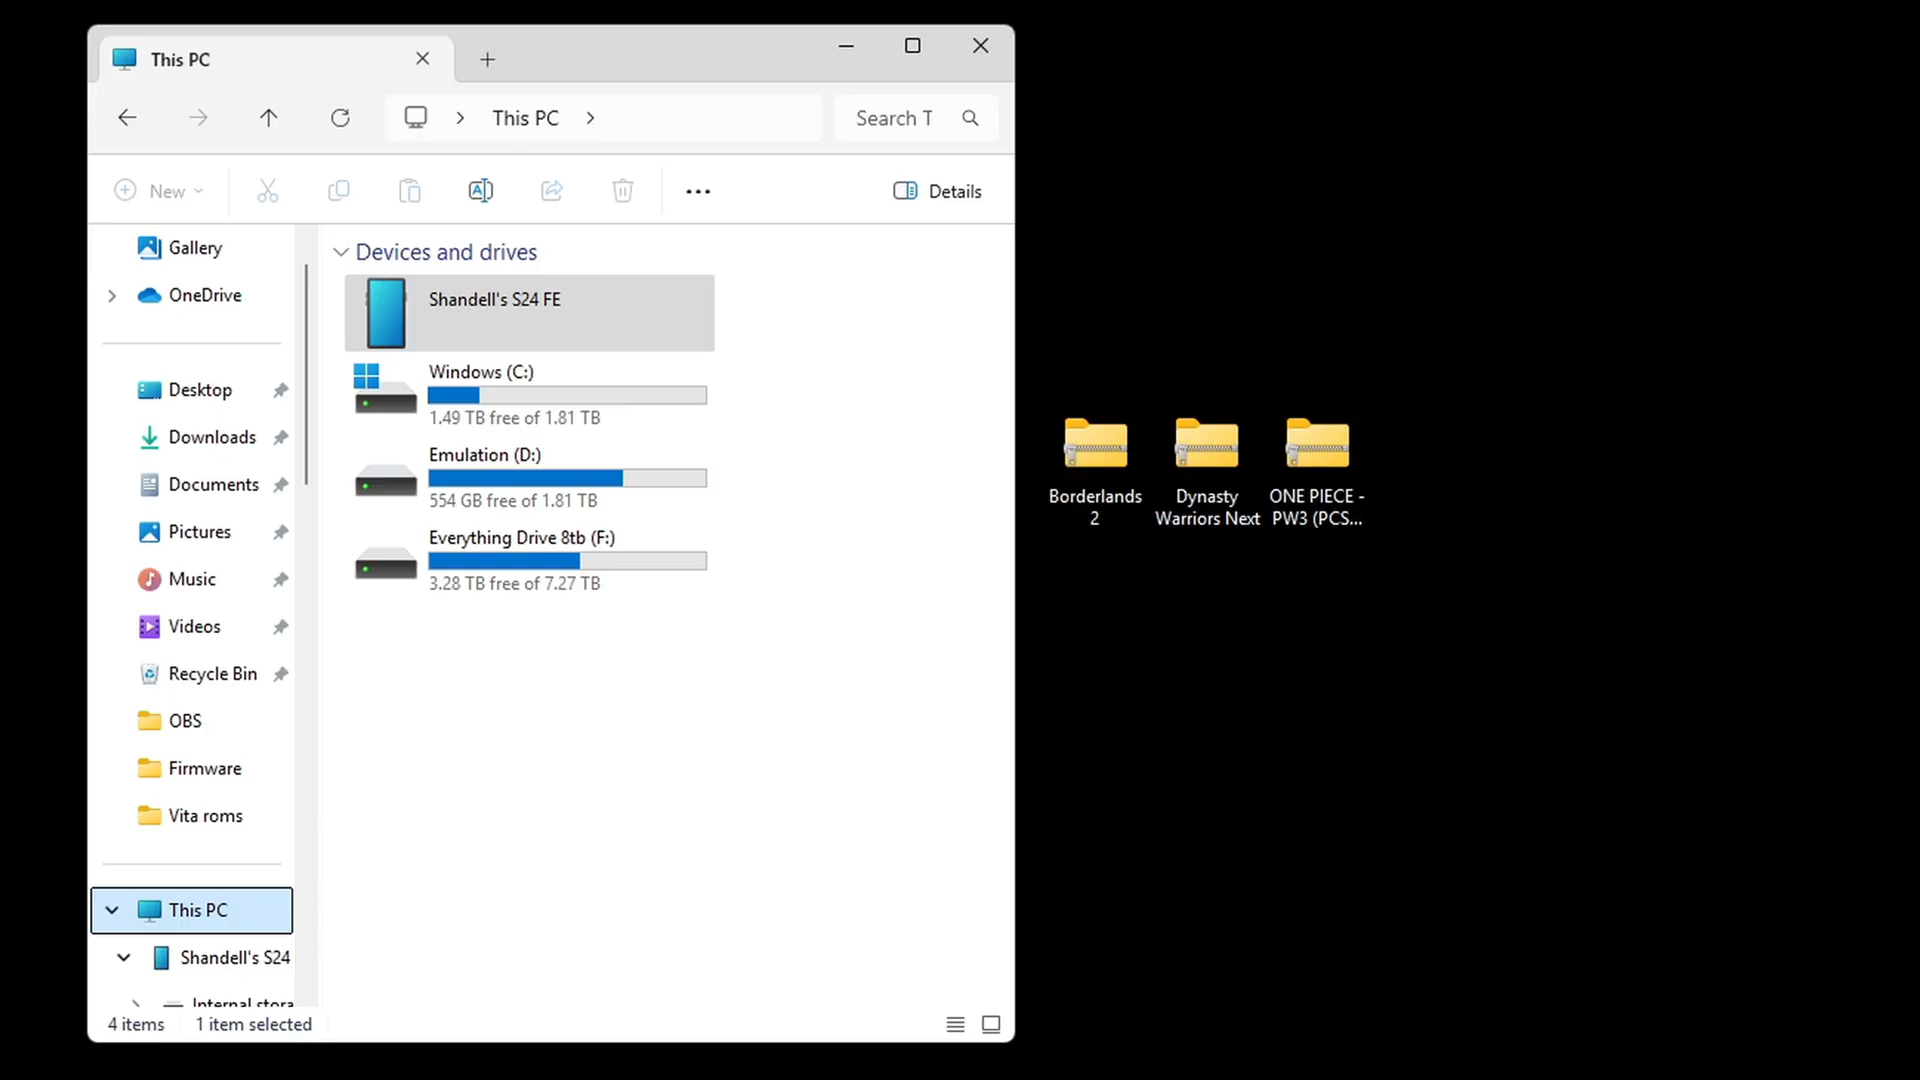 This PC
This PC
Search T
New
Details
Gallery
OneDrive
Desktop
Downloads
Documents
Pictures
Music
Videos
Recycle Bin
OBS
Firmware
Vita roms
This PC
Shandell's S24
Internal stora
Devices and drives
Shandell's S24 FE
Windows (C:)
1.49 TB free of 1.81 TB
Emulation (D:)
554 GB free of 1.81 TB
Everything Drive 8tb (F:)
3.28 TB free of 7.27 TB
4 items
1 item selected
Borderlands
2
Dynasty
Warriors Next
ONE PIECE -
PW3 (PCS...